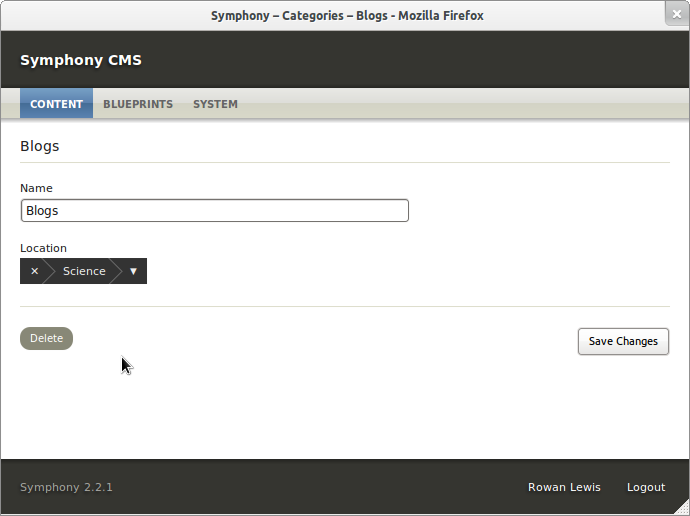 Symphony – Categories – Blogs - Mozilla Firefox
Symphony CMS
CONTENT BLUEPRINTS SYSTEM
Blogs
Name
Blogs
Location
✕ Science ▼
Delete Save Changes
Symphony 2.2.1 Rowan Lewis Logout